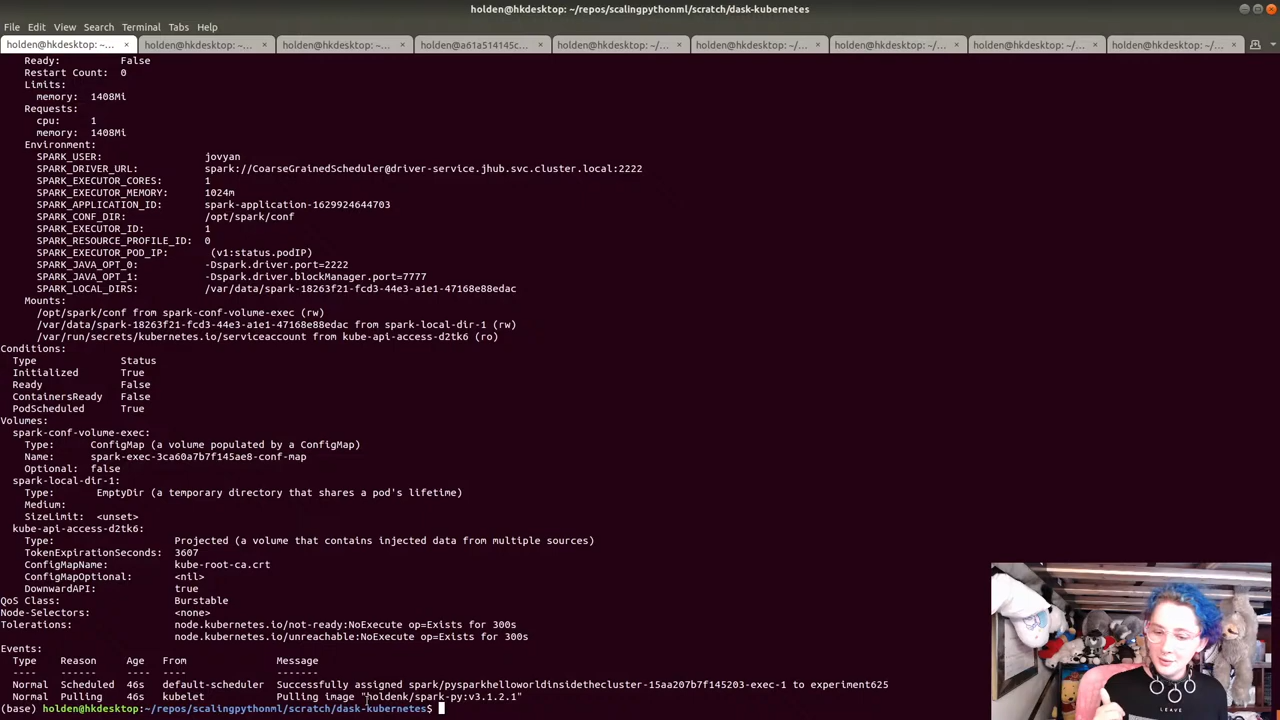 holden@hkdesktop: ~/repos/scalingpythonml/scratch/dask-kubernetes
File Edit View Search Terminal Tabs Help
holden@hkdesktop: ~... × holden@hkdesktop: ~... × holden@hkdesktop: ~... × holden@a61a514145c... × holden@hkdesktop: ~/... × holden@hkdesktop: ~/... × holden@hkdesktop: ~/... × holden@hkdesktop: ~/... × holden@hkdesktop: ~/... ×
Ready: False
Restart Count: 0
Limits:
memory: 1408Mi
Requests:
cpu: 1
memory: 1408Mi
Environment:
SPARK_USER: jovyan
SPARK_DRIVER_URL: spark://CoarseGrainedScheduler@driver-service.jhub.svc.cluster.local:2222
SPARK_EXECUTOR_CORES: 1
SPARK_EXECUTOR_MEMORY: 1024m
SPARK_APPLICATION_ID: spark-application-1629924644703
SPARK_CONF_DIR: /opt/spark/conf
SPARK_EXECUTOR_ID: 1
SPARK_RESOURCE_PROFILE_ID: 0
SPARK_EXECUTOR_POD_IP: (v1:status.podIP)
SPARK_JAVA_OPT_0: -Dspark.driver.port=2222
SPARK_JAVA_OPT_1: -Dspark.driver.blockManager.port=7777
SPARK_LOCAL_DIRS: /var/data/spark-18263f21-fcd3-44e3-a1e1-47168e88edac
Mounts:
/opt/spark/conf from spark-conf-volume-exec (rw)
/var/data/spark-18263f21-fcd3-44e3-a1e1-47168e88edac from spark-local-dir-1 (rw)
/var/run/secrets/kubernetes.io/serviceaccount from kube-api-access-d2tk6 (ro)
Conditions:
Type Status
Initialized True
Ready False
ContainersReady False
PodScheduled True
Volumes:
spark-conf-volume-exec:
Type: ConfigMap (a volume populated by a ConfigMap)
Name: spark-exec-3ca60a7b7f145ae8-conf-map
Optional: false
spark-local-dir-1:
Type: EmptyDir (a temporary directory that shares a pod's lifetime)
Medium:
SizeLimit: <unset>
kube-api-access-d2tk6:
Type: Projected (a volume that contains injected data from multiple sources)
TokenExpirationSeconds: 3607
ConfigMapName: kube-root-ca.crt
ConfigMapOptional: <nil>
DownwardAPI: true
QoS Class: Burstable
Node-Selectors: <none>
Tolerations: node.kubernetes.io/not-ready:NoExecute op=Exists for 300s
node.kubernetes.io/unreachable:NoExecute op=Exists for 300s
Events:
Type Reason Age From Message
---- ------ ---- ---- -------
Normal Scheduled 46s default-scheduler Successfully assigned spark/pysparkhelloworldinsidethecluster-15aa207b7f145203-exec-1 to experiment625
Normal Pulling 46s kubelet Pulling image "holdenk/spark-py:v3.1.2.1"
(base) holden@hkdesktop:~/repos/scalingpythonml/scratch/dask-kubernetes$
LEAVE